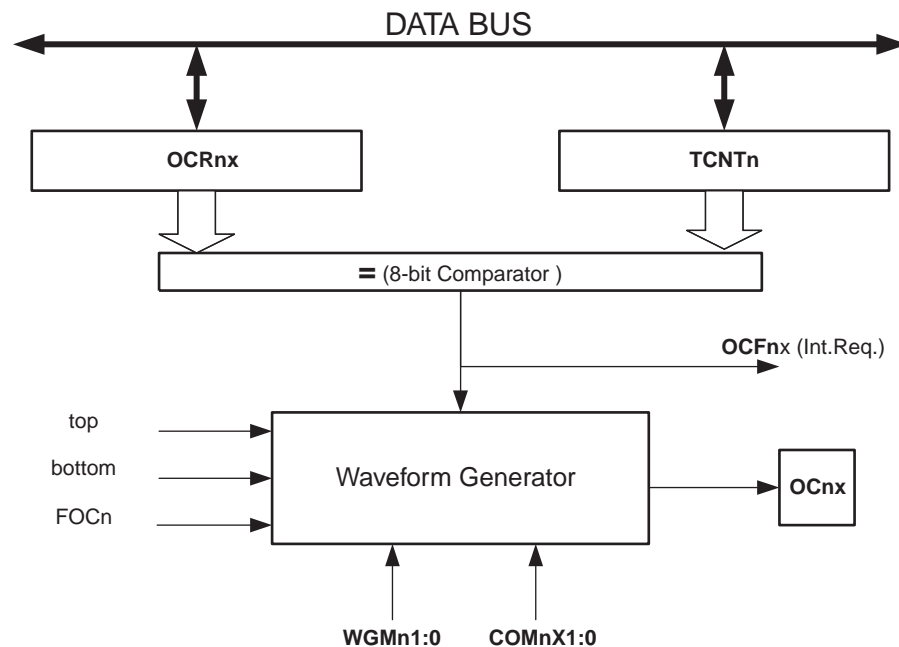 DATA BUS
OCRnx
TCNTn
= (8-bit Comparator )
OCFnx (Int.Req.)
top
bottom
FOCn
Waveform Generator
OCnx
WGMn1:0
COMnX1:0